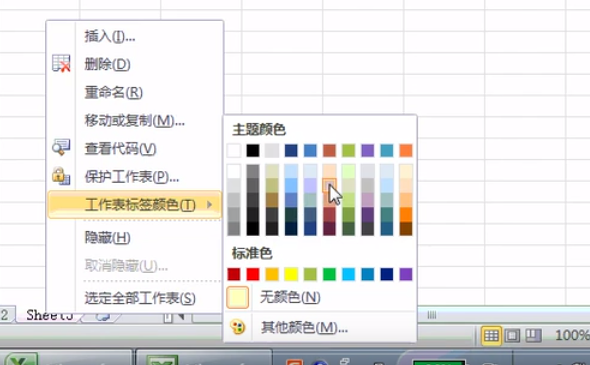 插入(I)...
删除(D)
重命名(R)
移动或复制(M)...
查看代码(V)
保护工作表(P)...
工作表标签颜色(T)
隐藏(H)
取消隐藏(U)...
选定全部工作表(S)
主题颜色
标准色
无颜色(N)
其他颜色(M)...
2 Sheet3
100%